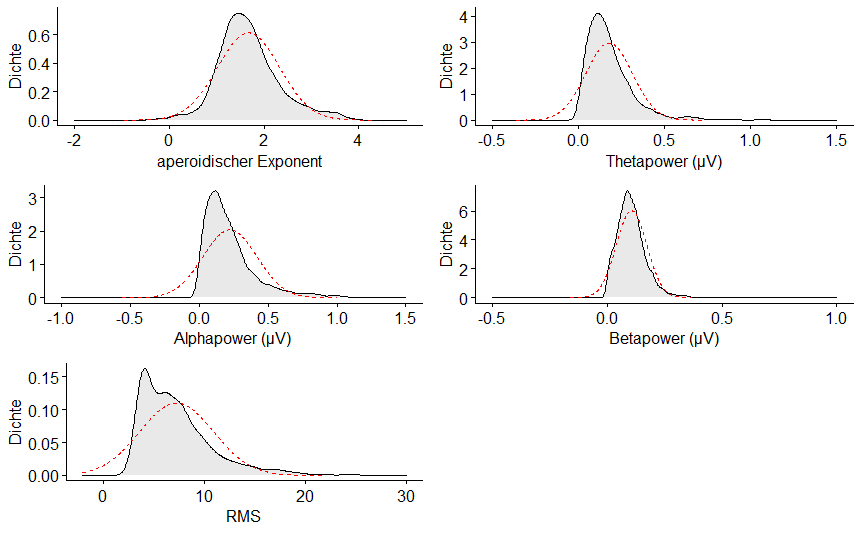 Dichte
0.6
0.4
0.2
0.0
-2 0 2 4
aperoidischer Exponent
Dichte
4
3
2
1
0
-0.5 0.0 0.5 1.0 1.5
Thetapower (µV)
Dichte
3
2
1
0
-1.0 -0.5 0.0 0.5 1.0 1.5
Alphapower (µV)
Dichte
6
4
2
0
-0.5 0.0 0.5 1.0
Betapower (µV)
Dichte
0.15
0.10
0.05
0.00
0 10 20 30
RMS